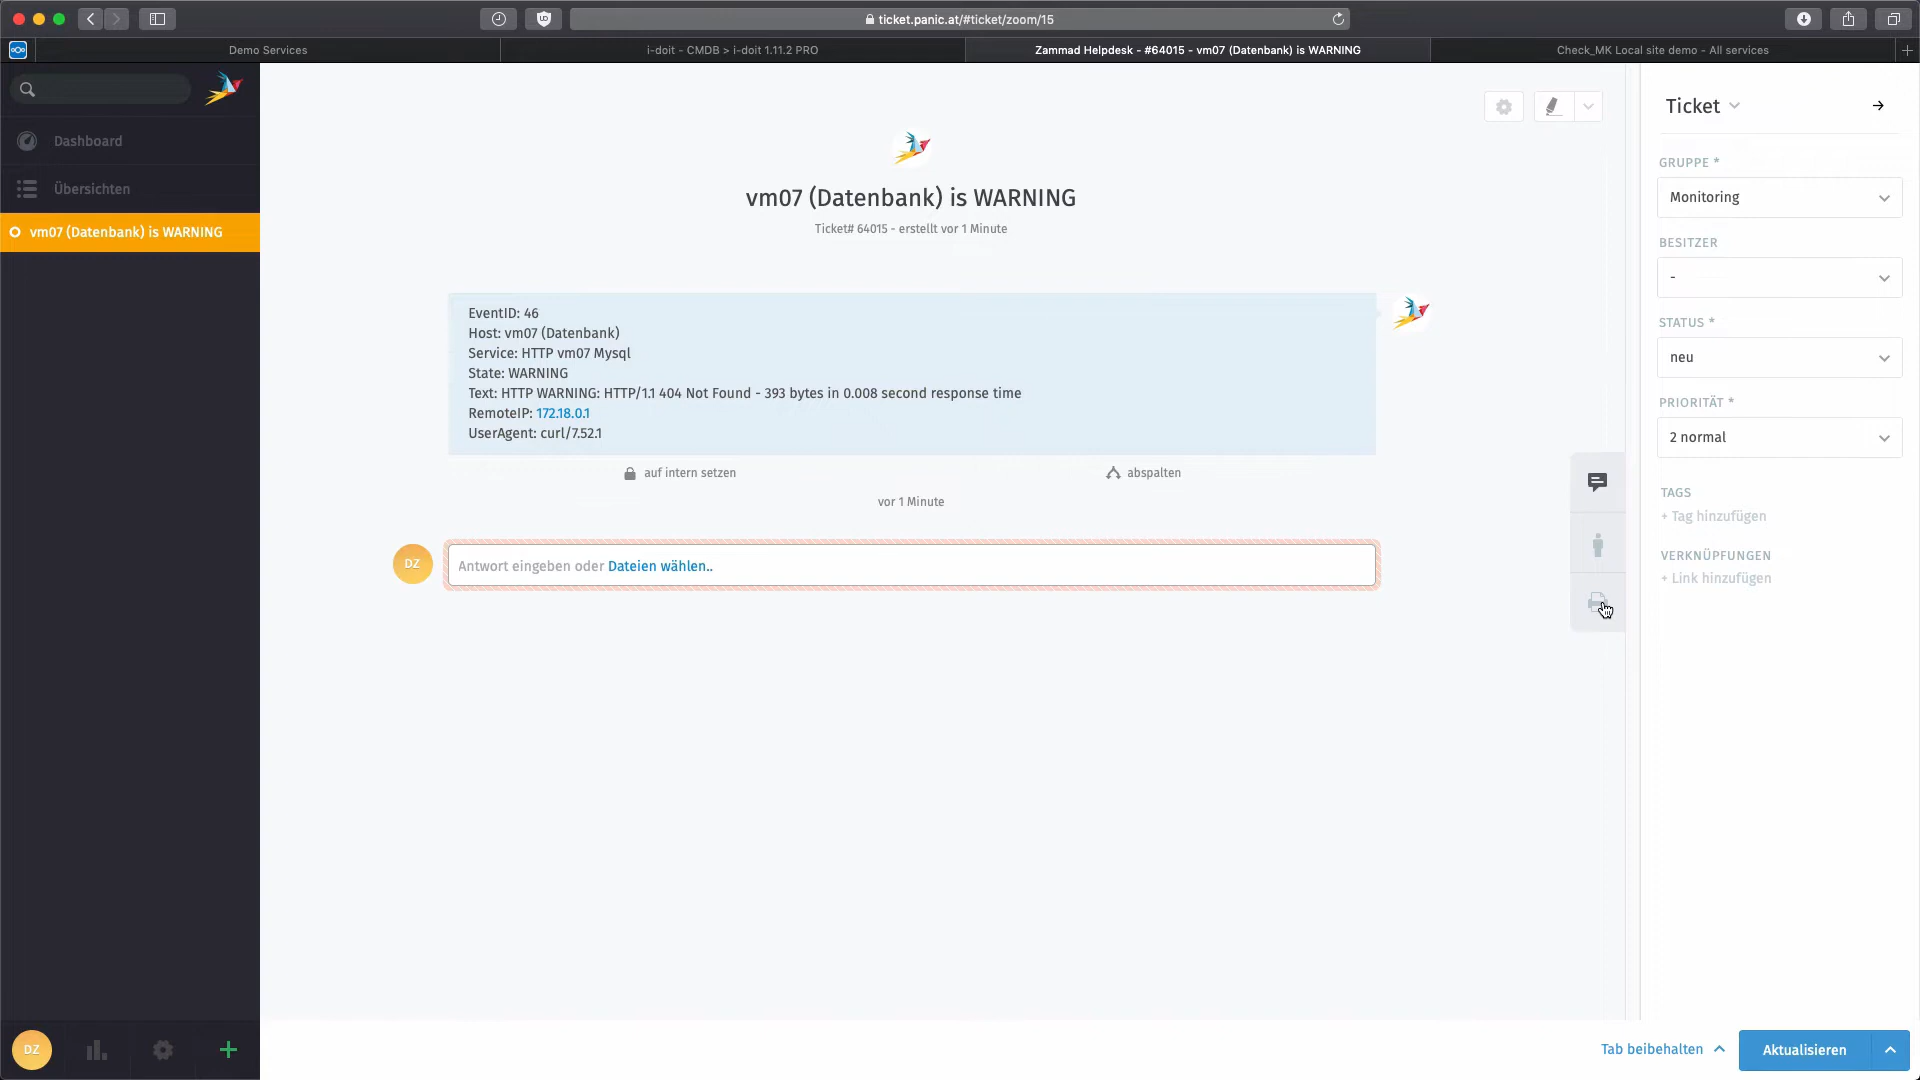 ticket.panic.at/#ticket/zoom/15
Demo Services
i-doit - CMDB > i-doit 1.11.2 PRO
Zammad Helpdesk - #64015 - vm07 (Datenbank) is WARNING
Check_MK Local site demo - All services
Dashboard
Übersichten
vm07 (Datenbank) is WARNING
vm07 (Datenbank) is WARNING
Ticket# 64015 - erstellt vor 1 Minute
EventID: 46
Host: vm07 (Datenbank)
Service: HTTP vm07 Mysql
State: WARNING
Text: HTTP WARNING: HTTP/1.1 404 Not Found - 393 bytes in 0.008 second response time
RemoteIP: 172.18.0.1
UserAgent: curl/7.52.1
auf intern setzen
abspalten
vor 1 Minute
DZ
Antwort eingeben oder Dateien wählen..
Ticket
GRUPPE *
Monitoring
BESITZER
-
STATUS *
neu
PRIORITÄT *
2 normal
TAGS
+ Tag hinzufügen
VERKNÜPFUNGEN
+ Link hinzufügen
DZ
Tab beibehalten
Aktualisieren